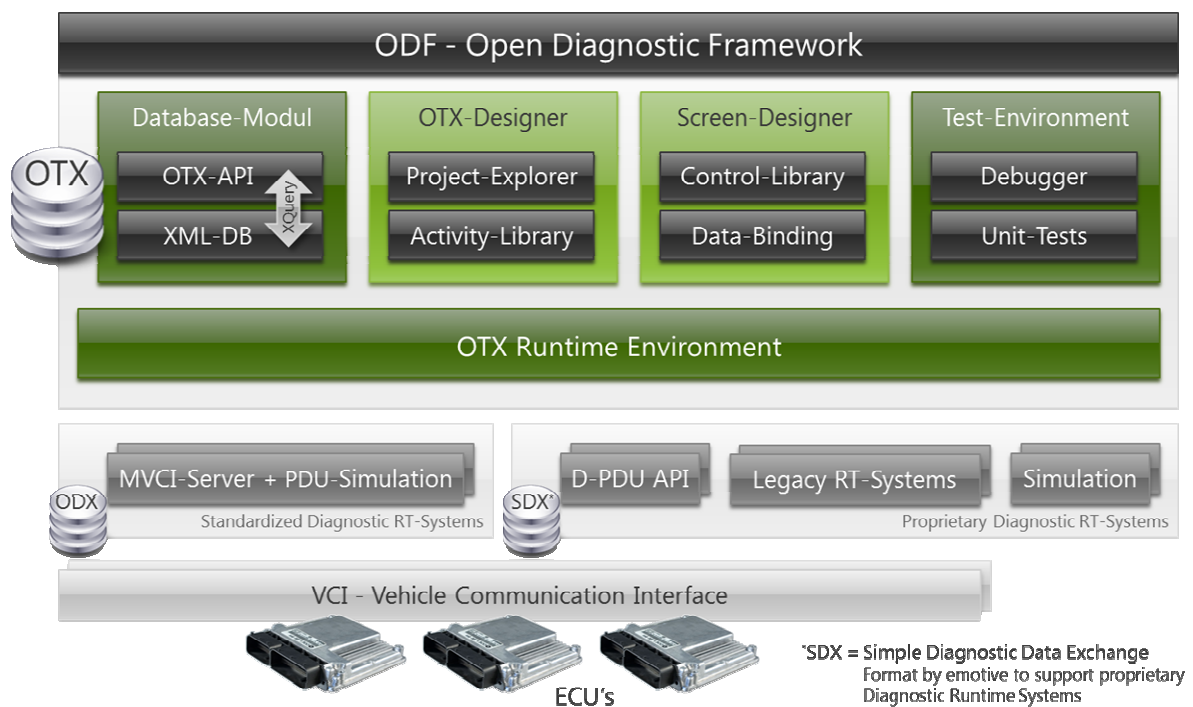 ODF - Open Diagnostic Framework
Database-Modul
OTX-Designer
Screen-Designer
Test-Environment
OTX
OTX-API
XQuery
Project-Explorer
Control-Library
Debugger
XML-DB
Activity-Library
Data-Binding
Unit-Tests
OTX Runtime Environment
MVCI-Server + PDU-Simulation
D-PDU API
Legacy RT-Systems
Simulation
ODX
SDX*
Standardized Diagnostic RT-Systems
Proprietary Diagnostic RT-Systems
VCI - Vehicle Communication Interface
ECU's
*SDX = Simple Diagnostic Data Exchange
Format by emotive to support proprietary
Diagnostic Runtime Systems